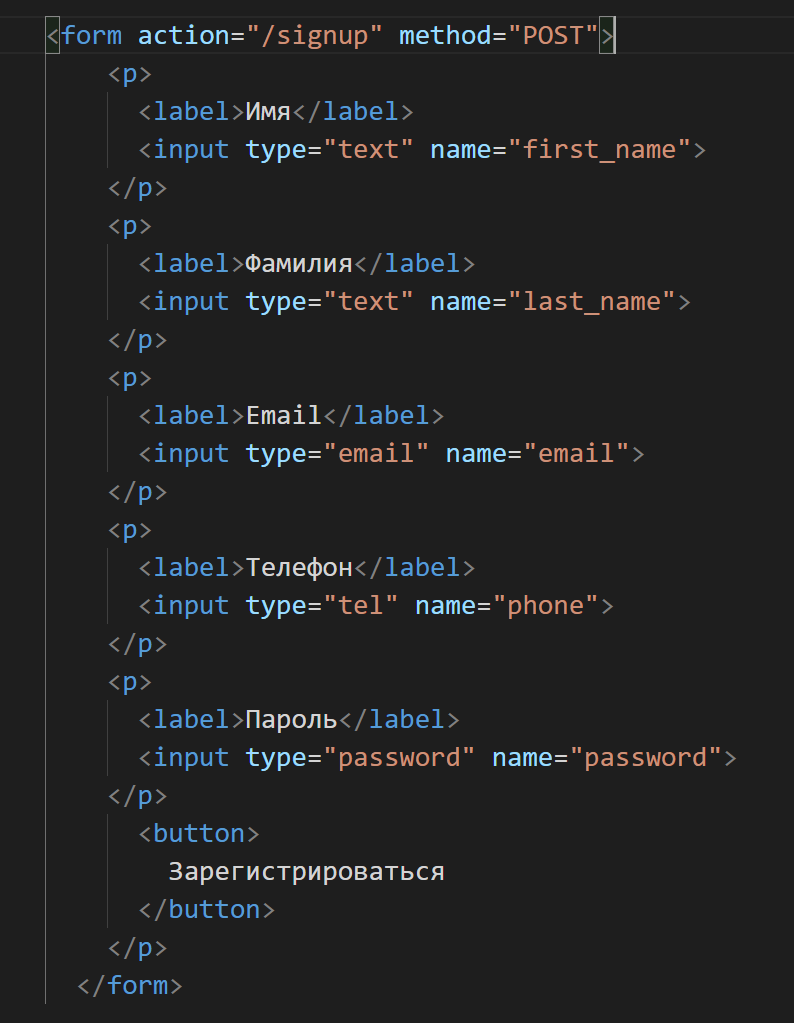 <form action="/signup" method="POST">
<p>
<label>Имя</label>
<input type="text" name="first_name">
</p>
<p>
<label>Фамилия</label>
<input type="text" name="last_name">
</p>
<p>
<label>Email</label>
<input type="email" name="email">
</p>
<p>
<label>Телефон</label>
<input type="tel" name="phone">
</p>
<p>
<label>Пароль</label>
<input type="password" name="password">
</p>
<button>
Зарегистрироваться
</button>
</p>
</form>